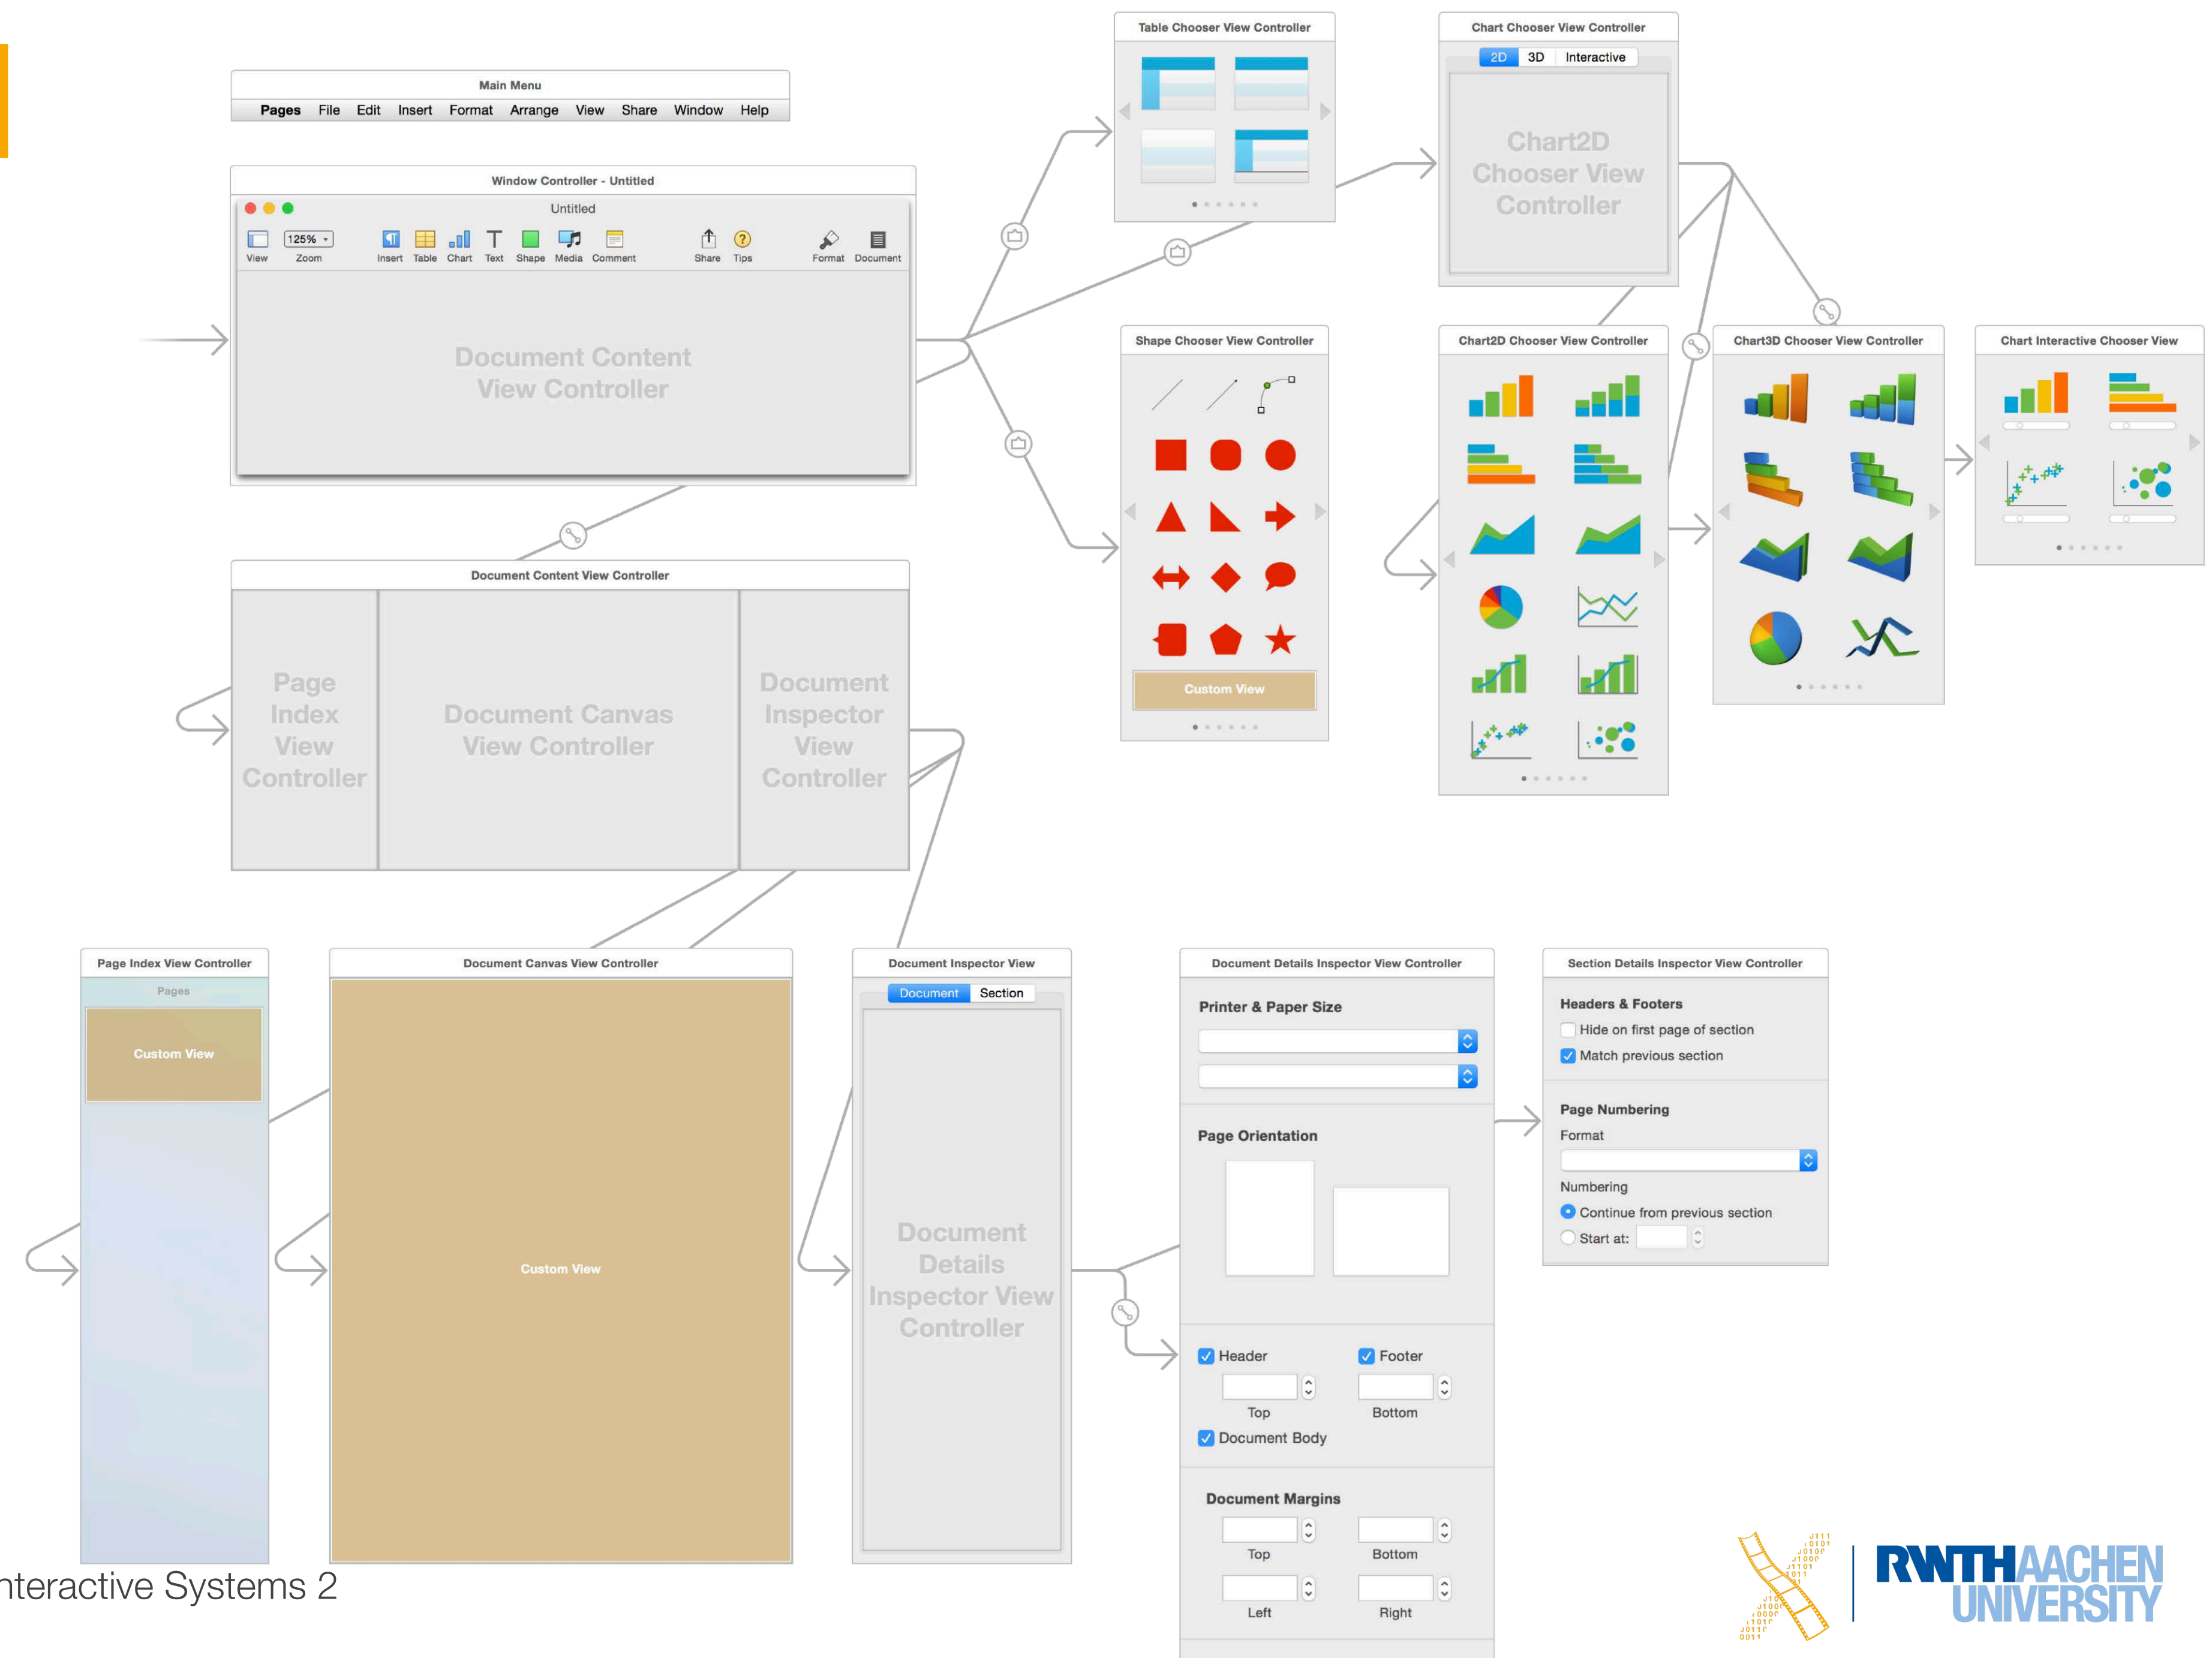 Main Menu
Pages File Edit Insert Format Arrange View Share Window Help
Window Controller - Untitled
Untitled
125%
View Zoom Insert Table Chart Text Shape Media Comment Share Tips Format Document
Document Content
View Controller
Table Chooser View Controller
Chart Chooser View Controller
2D 3D Interactive
Chart2D
Chooser View
Controller
Shape Chooser View Controller
Custom View
Chart2D Chooser View Controller
Chart3D Chooser View Controller
Chart Interactive Chooser View
Document Content View Controller
Page
Index
View
Controller
Document Canvas
View Controller
Document
Inspector
View
Controller
Page Index View Controller
Pages
Custom View
Document Canvas View Controller
Custom View
Document Inspector View
Document Section
Document
Details
Inspector View
Controller
Document Details Inspector View Controller
Printer & Paper Size
Page Orientation
Header Footer
Top Bottom
Document Body
Document Margins
Top Bottom
Left Right
Section Details Inspector View Controller
Headers & Footers
Hide on first page of section
Match previous section
Page Numbering
Format
Numbering
Continue from previous section
Start at:
nteractive Systems 2
RWTHAACHEN
UNIVERSITY